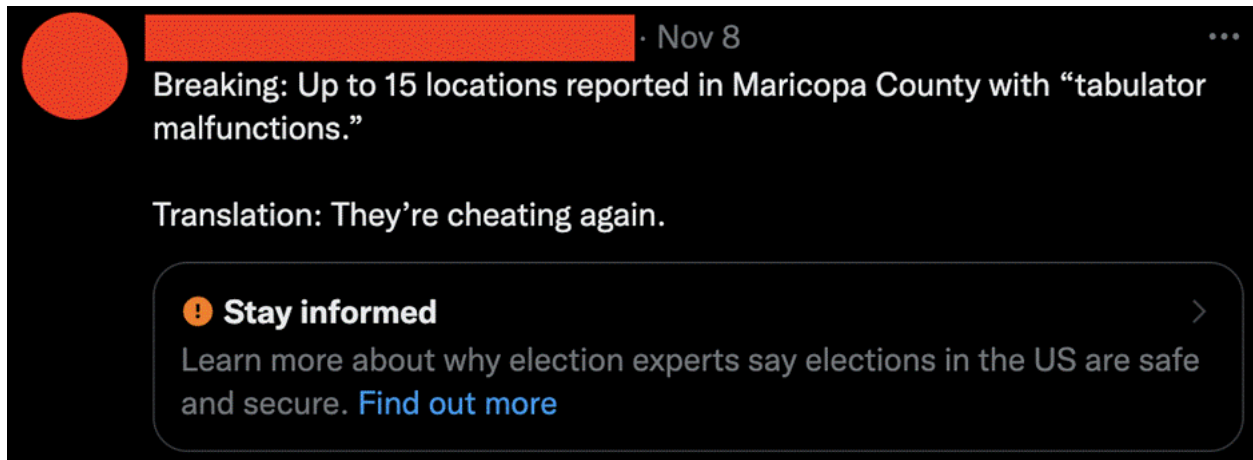 · Nov 8
Breaking: Up to 15 locations reported in Maricopa County with “tabulator
malfunctions.”
Translation: They’re cheating again.
Stay informed
Learn more about why election experts say elections in the US are safe
and secure. Find out more